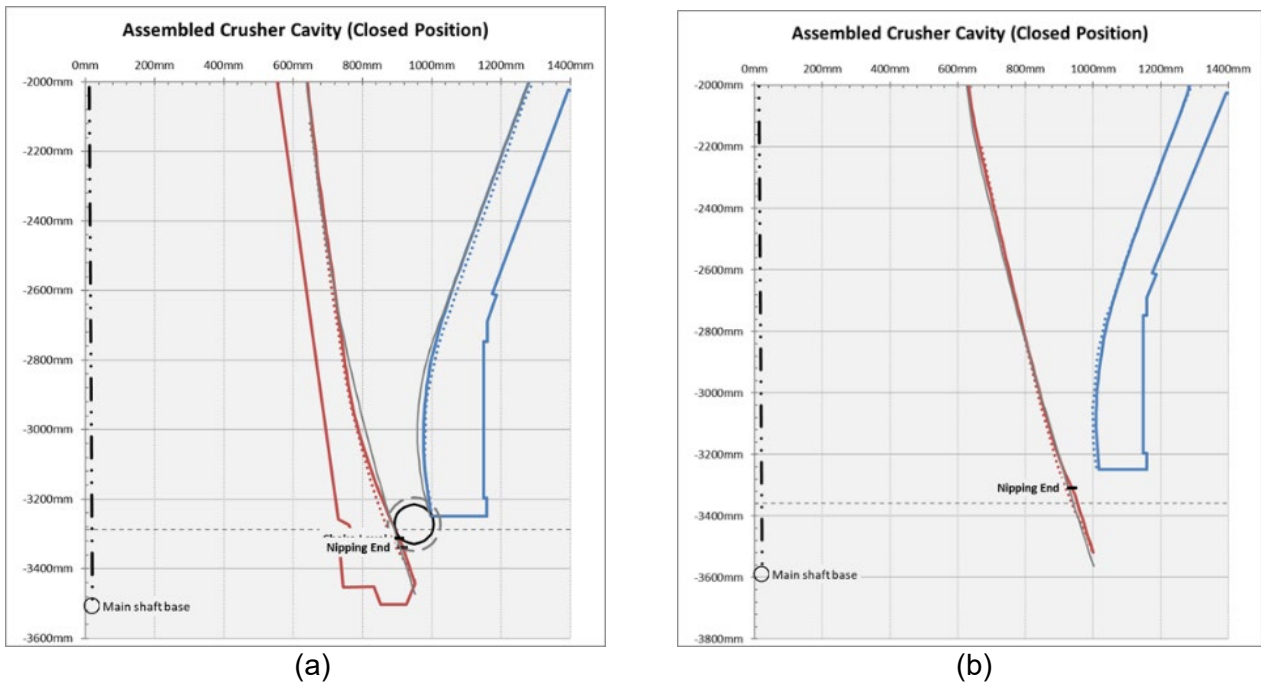 Assembled Crusher Cavity (Closed Position)
0mm 200mm 400mm 600mm 800mm 1000mm 1200mm 1400mm
-2000mm
-2200mm
-2400mm
-2600mm
-2800mm
-3000mm
-3200mm
-3400mm
-3600mm
Nipping End
Main shaft base
(a)
Assembled Crusher Cavity (Closed Position)
0mm 200mm 400mm 600mm 800mm 1000mm 1200mm 1400mm
-2000mm
-2200mm
-2400mm
-2600mm
-2800mm
-3000mm
-3200mm
-3400mm
-3600mm
-3800mm
Nipping End
Main shaft base
(b)